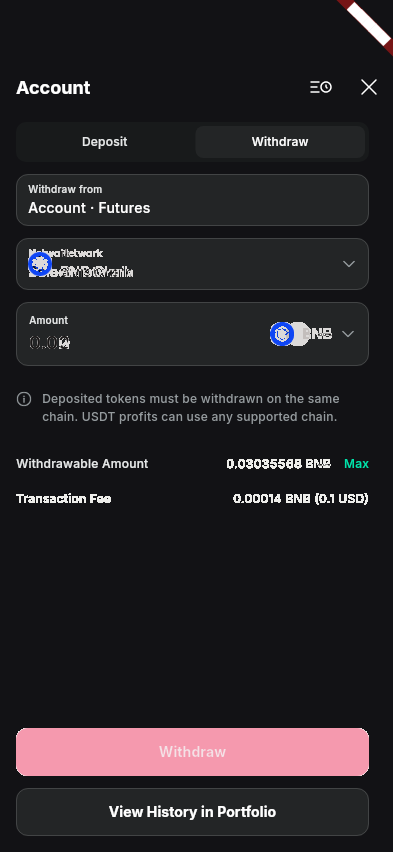 Account
Deposit
Withdraw
Withdraw from
Account · Futures
Network
Amount
BNB
Deposited tokens must be withdrawn on the same
chain. USDT profits can use any supported chain.
Withdrawable Amount
BNB
Max
Transaction Fee
0.00014 BNB (0.1 USD)
Withdraw
View History in Portfolio